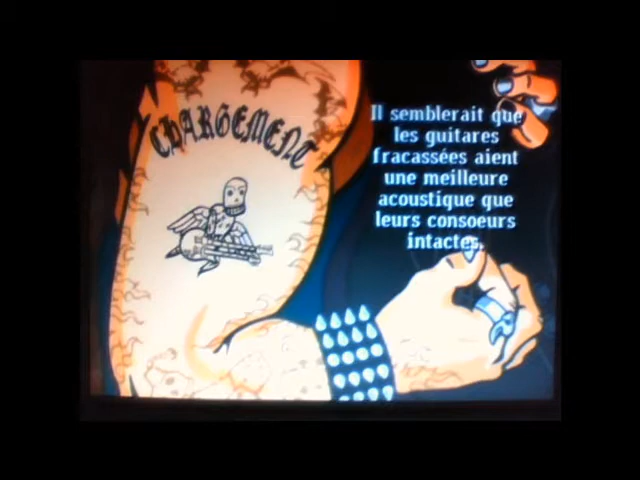 CHARGEMENT
Il semblerait que
les guitares
fracassées aient
une meilleure
acoustique que
leurs consoeurs
intactes.